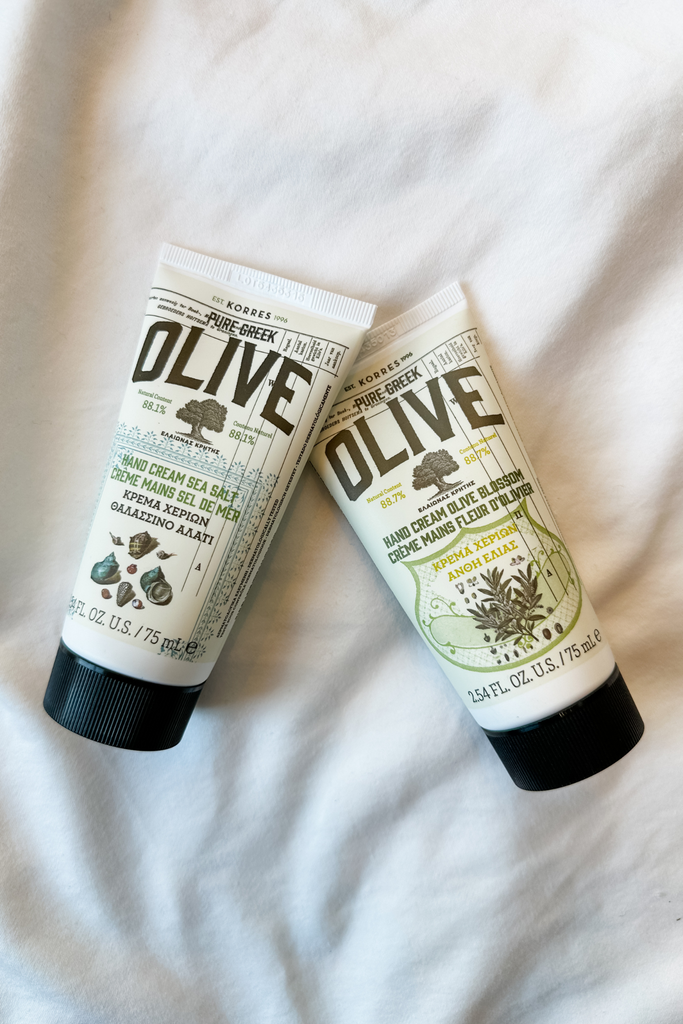 EST. KORRES 1996
PURE GREEK
OLIVE
Natural Content
88.1%
Contenu Naturel
88.1%
ΕΛΑΙΩΝΑΣ ΚΡΗΤΗΣ
HAND CREAM SEA SALT
CRÈME MAINS SEL DE MER
ΚΡΕΜΑ ΧΕΡΙΩΝ
ΘΑΛΑΣΣΙΝΟ ΑΛΑΤΙ
FL. OZ. U.S. / 75 mL e
EST. KORRES 1996
PURE GREEK
OLIVE
Natural Content
88.7%
Contenu Naturel
88.7%
ΕΛΑΙΩΝΑΣ ΚΡΗΤΗΣ
HAND CREAM OLIVE BLOSSOM
CRÈME MAINS FLEUR D'OLIVIER
ΚΡΕΜΑ ΧΕΡΙΩΝ
ΑΝΘΗ ΕΛΙΑΣ
2.54 FL. OZ. U.S. / 75 mL e